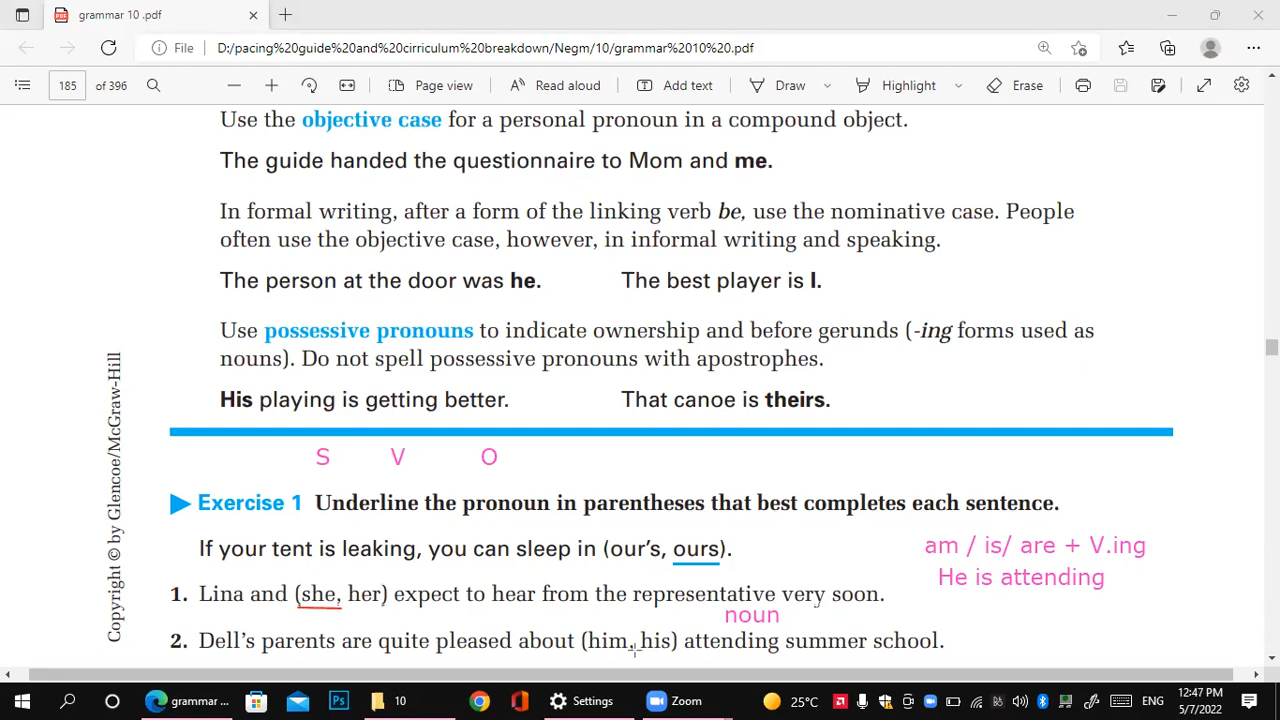 grammar 10 .pdf
File D:/pacing%20guide%20and%20cirriculum%20breakdown/Negm/10/grammar%2010%20.pdf
185 of 396 Page view Read aloud Add text Draw Highlight Erase
Use the objective case for a personal pronoun in a compound object.
The guide handed the questionnaire to Mom and me.
In formal writing, after a form of the linking verb be, use the nominative case. People
often use the objective case, however, in informal writing and speaking.
The person at the door was he. The best player is I.
Use possessive pronouns to indicate ownership and before gerunds (-ing forms used as
nouns). Do not spell possessive pronouns with apostrophes.
His playing is getting better. That canoe is theirs.
Copyright © by Glencoe/McGraw-Hill
S V O
Exercise 1 Underline the pronoun in parentheses that best completes each sentence.
If your tent is leaking, you can sleep in (our's, ours).
am / is/ are + V.ing
He is attending
1. Lina and (she, her) expect to hear from the representative very soon.
noun
2. Dell's parents are quite pleased about (him, his) attending summer school.
grammar ... 10 Settings Zoom 25°C ENG 12:47 PM
5/7/2022